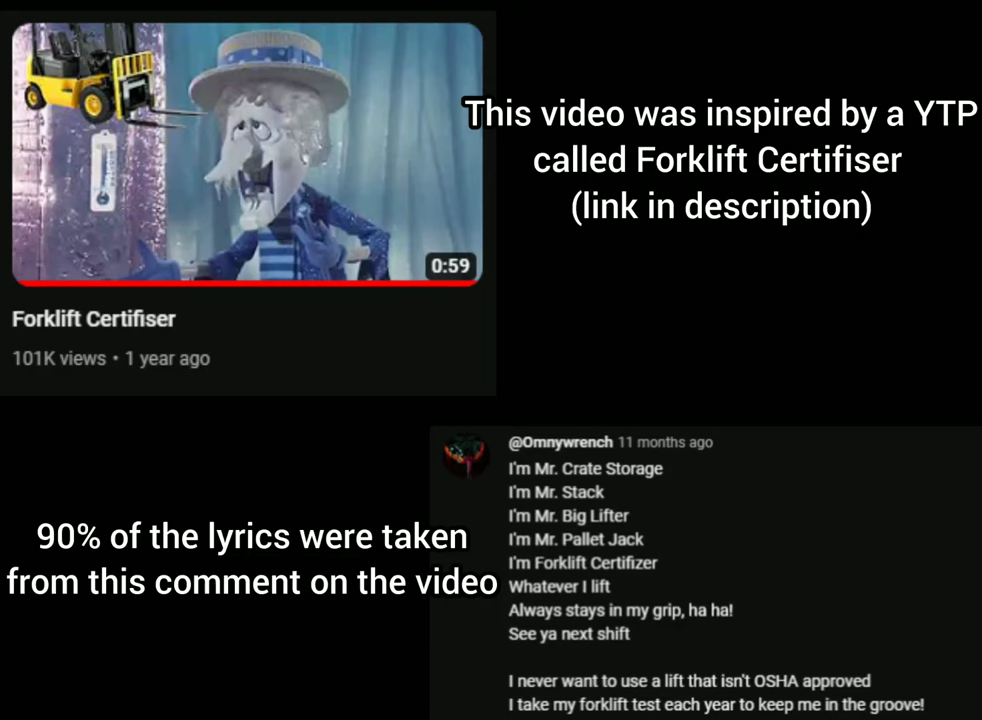 This video was inspired by a YTP
called Forklift Certifiser
(link in description)
0:59
Forklift Certifiser
101K views • 1 year ago
90% of the lyrics were taken
from this comment on the video
@Omnywrench 11 months ago
I'm Mr. Crate Storage
I'm Mr. Stack
I'm Mr. Big Lifter
I'm Mr. Pallet Jack
I'm Forklift Certifizer
Whatever I lift
Always stays in my grip, ha ha!
See ya next shift
I never want to use a lift that isn't OSHA approved
I take my forklift test each year to keep me in the groove!